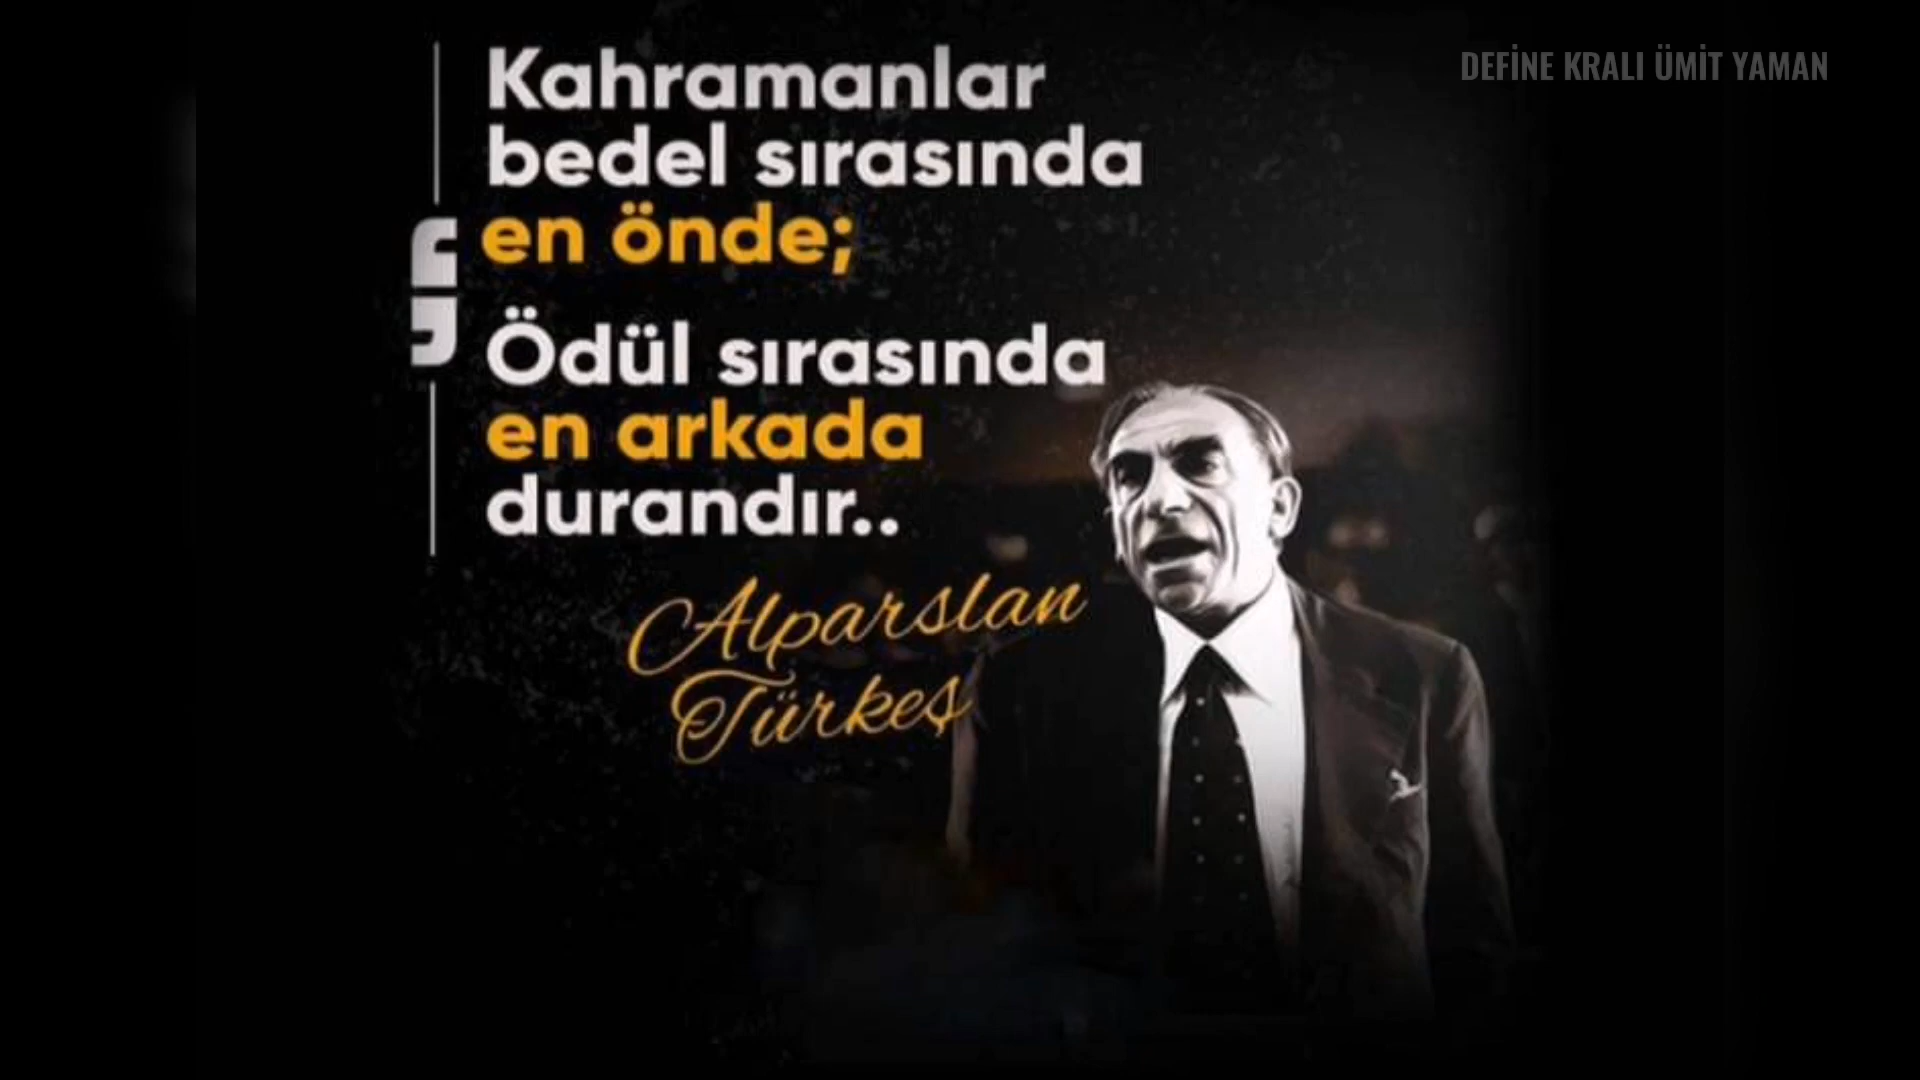 DEFİNE KRALI ÜMİT YAMAN
Kahramanlar
bedel sırasında
en önde;
Ödül sırasında
en arkada
durandır..
Alparslan
Türkeş